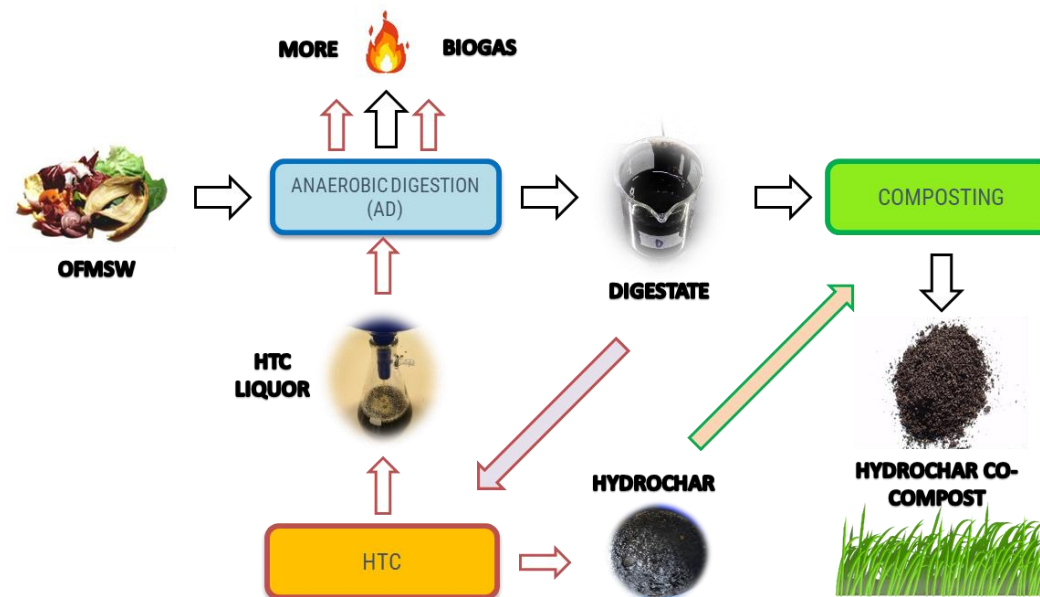 MORE
BIOGAS
ANAEROBIC DIGESTION
(AD)
COMPOSTING
OFMSW
DIGESTATE
HTC
LIQUOR
HYDROCHAR
HYDROCHAR CO-
COMPOST
HTC
D